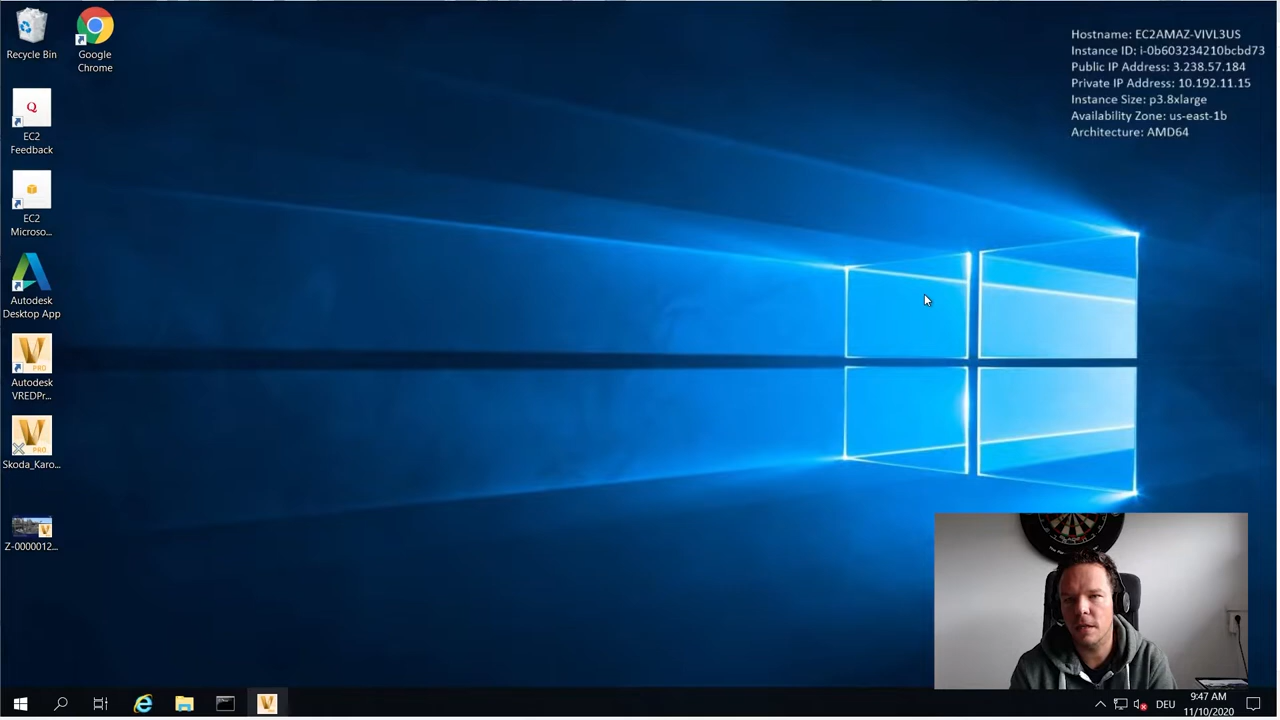 Recycle Bin
Google
Chrome
Hostname: EC2AMAZ-VIVL3US
Instance ID: i-0b603234210bcbd73
Public IP Address: 3.238.57.184
Private IP Address: 10.192.11.15
Instance Size: p3.8xlarge
Availability Zone: us-east-1b
Architecture: AMD64
Q
EC2
Feedback
EC2
Microso...
Autodesk
Desktop App
PRO
Autodesk
VREDPr...
PRO
Skoda_Karo...
Z-0000012...
DEU
9:47 AM
11/10/2020